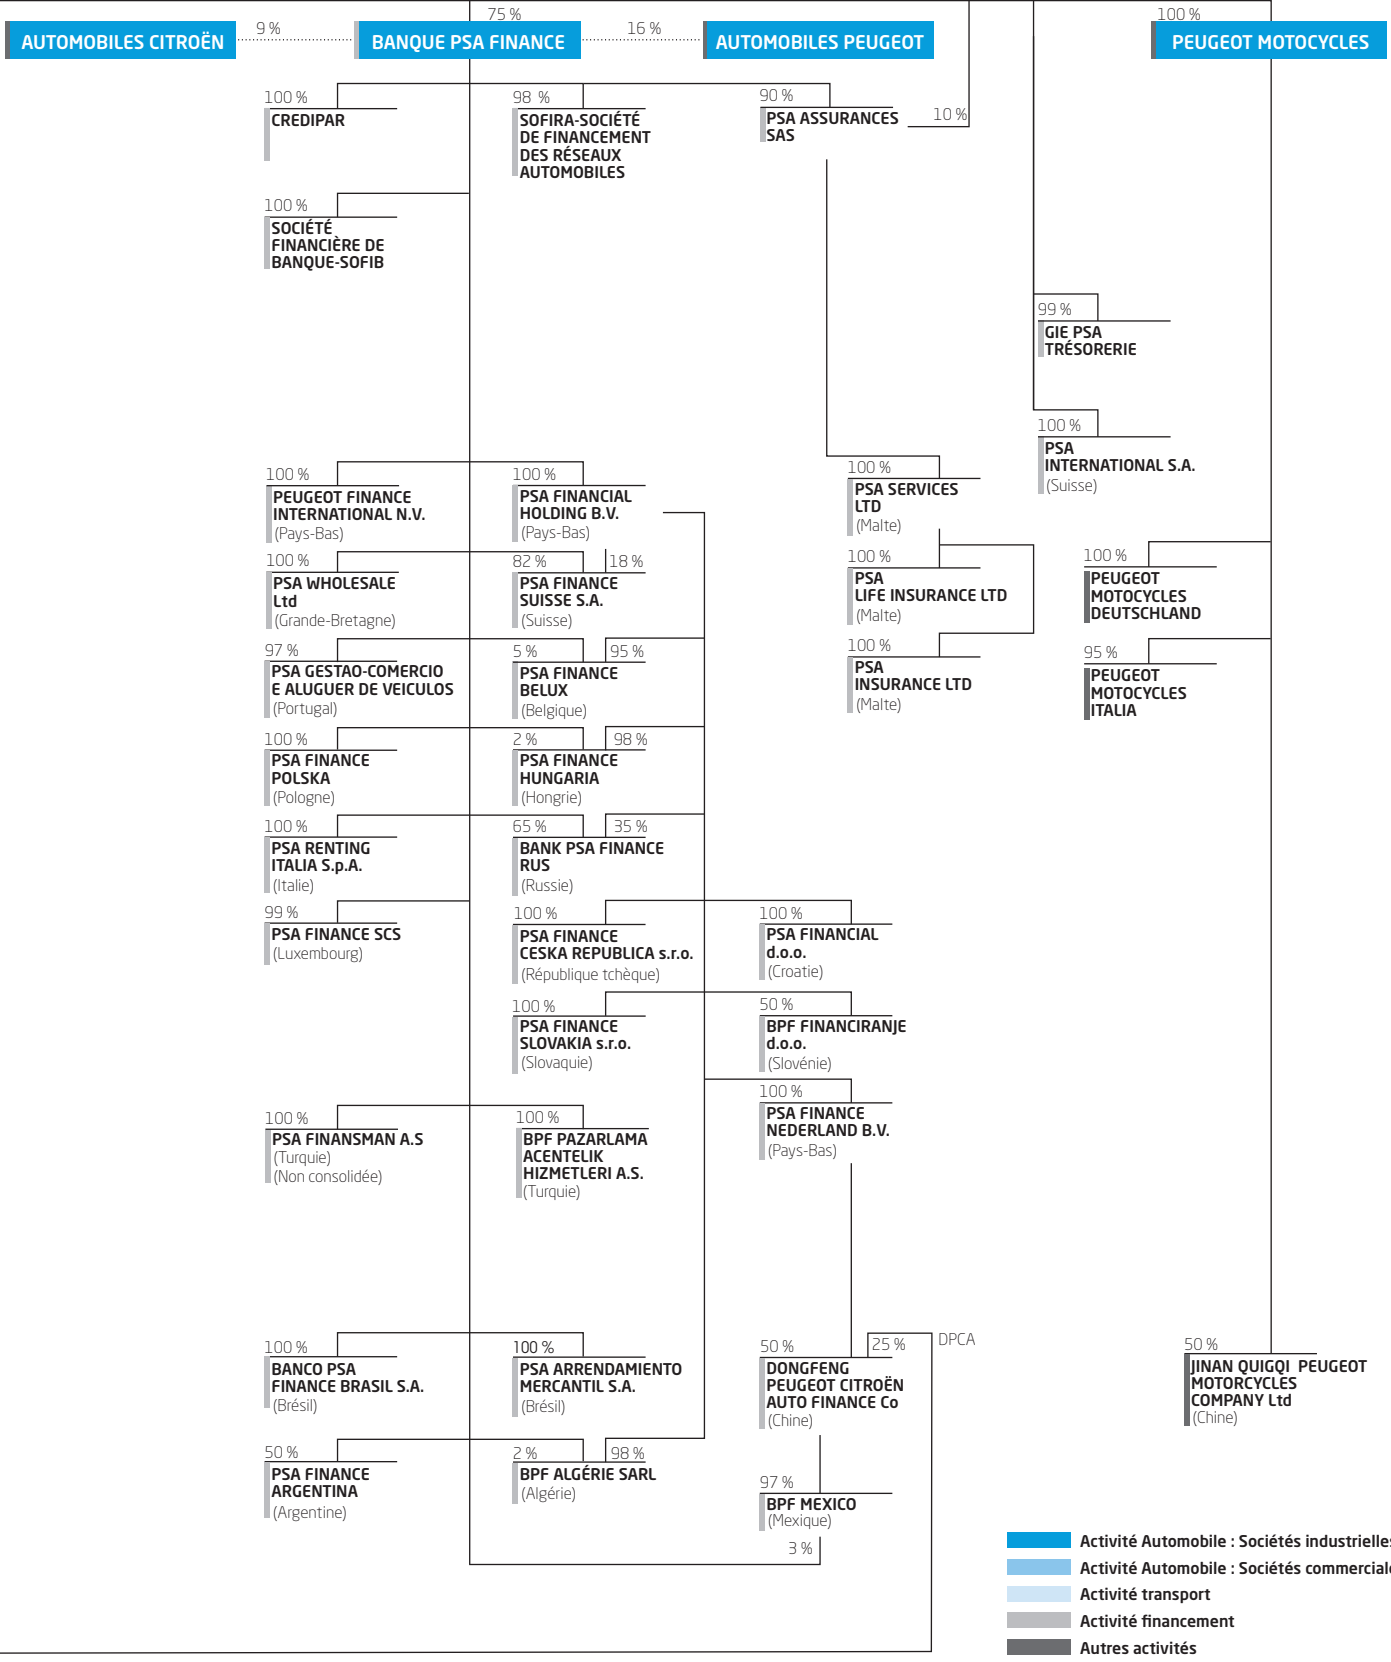 75 %
100 %
9 %
16 %
AUTOMOBILES CITROËN
BANQUE PSA FINANCE
AUTOMOBILES PEUGEOT
PEUGEOT MOTOCYCLES
100 %
CREDIPAR
98 %
SOFIRA-SOCIÉTÉ
DE FINANCEMENT
DES RÉSEAUX
AUTOMOBILES
90 %
PSA ASSURANCES
SAS
10 %
100 %
SOCIÉTÉ
FINANCIÈRE DE
BANQUE-SOFIB
99 %
GIE PSA
TRÉSORERIE
100 %
PSA
INTERNATIONAL S.A.
(Suisse)
100 %
PEUGEOT FINANCE
INTERNATIONAL N.V.
(Pays-Bas)
100 %
PSA FINANCIAL
HOLDING B.V.
(Pays-Bas)
100 %
PSA SERVICES
LTD
(Malte)
100 %
PSA WHOLESALE
Ltd
(Grande-Bretagne)
82 %
18 %
PSA FINANCE
SUISSE S.A.
(Suisse)
100 %
PSA
LIFE INSURANCE LTD
(Malte)
100 %
PEUGEOT
MOTOCYCLES
DEUTSCHLAND
97 %
PSA GESTAO-COMERCIO
E ALUGUER DE VEICULOS
(Portugal)
5 %
95 %
PSA FINANCE
BELUX
(Belgique)
100 %
PSA
INSURANCE LTD
(Malte)
95 %
PEUGEOT
MOTOCYCLES
ITALIA
100 %
PSA FINANCE
POLSKA
(Pologne)
2 %
98 %
PSA FINANCE
HUNGARIA
(Hongrie)
100 %
PSA RENTING
ITALIA S.p.A.
(Italie)
65 %
35 %
BANK PSA FINANCE
RUS
(Russie)
99 %
PSA FINANCE SCS
(Luxembourg)
100 %
PSA FINANCE
CESKA REPUBLICA s.r.o.
(République tchèque)
100 %
PSA FINANCIAL
d.o.o.
(Croatie)
100 %
PSA FINANCE
SLOVAKIA s.r.o.
(Slovaquie)
50 %
BPF FINANCIRANJE
d.o.o.
(Slovénie)
100 %
PSA FINANCE
NEDERLAND B.V.
(Pays-Bas)
100 %
PSA FINANSMAN A.S
(Turquie)
(Non consolidée)
100 %
BPF PAZARLAMA
ACENTELIK
HIZMETLERI A.S.
(Turquie)
100 %
BANCO PSA
FINANCE BRASIL S.A.
(Brésil)
100 %
PSA ARRENDAMIENTO
MERCANTIL S.A.
(Brésil)
50 %
25 %
DPCA
DONGFENG
PEUGEOT CITROËN
AUTO FINANCE Co
(Chine)
50 %
JINAN QUIGQI PEUGEOT
MOTORCYCLES
COMPANY Ltd
(Chine)
50 %
PSA FINANCE
ARGENTINA
(Argentine)
2 %
98 %
BPF ALGÉRIE SARL
(Algérie)
97 %
BPF MEXICO
(Mexique)
3 %
Activité Automobile : Sociétés industrielles
Activité Automobile : Sociétés commerciale
Activité transport
Activité financement
Autres activités